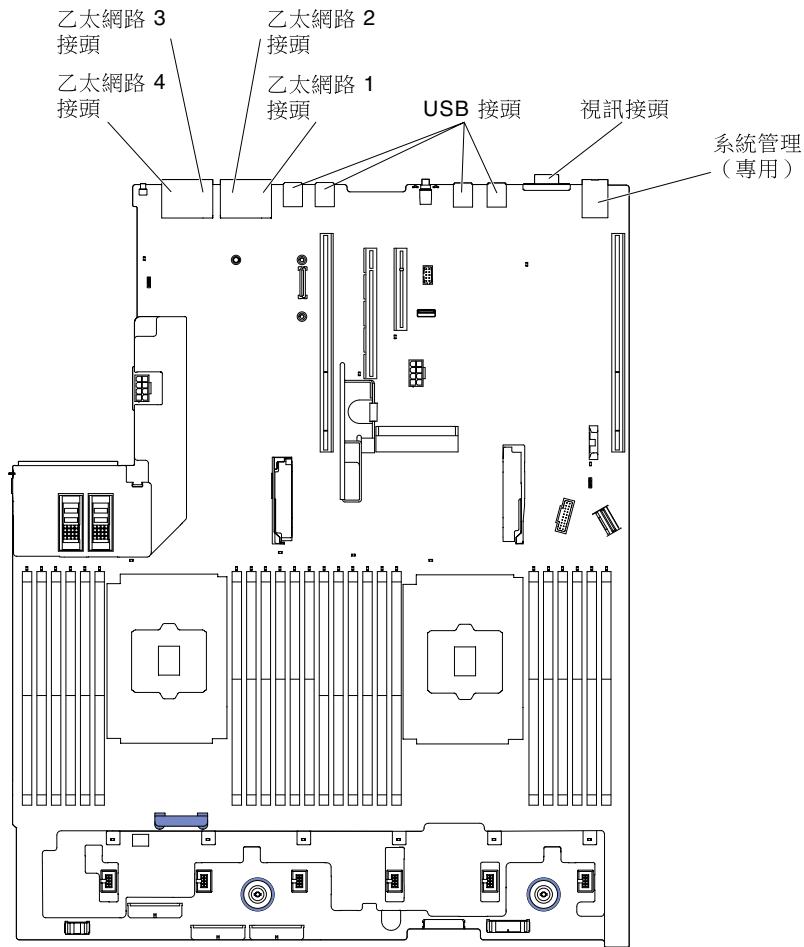 乙太網路 3
接頭
乙太網路 2
接頭
乙太網路 4
接頭
乙太網路 1
接頭
USB 接頭
視訊接頭
系統管理
（專用）